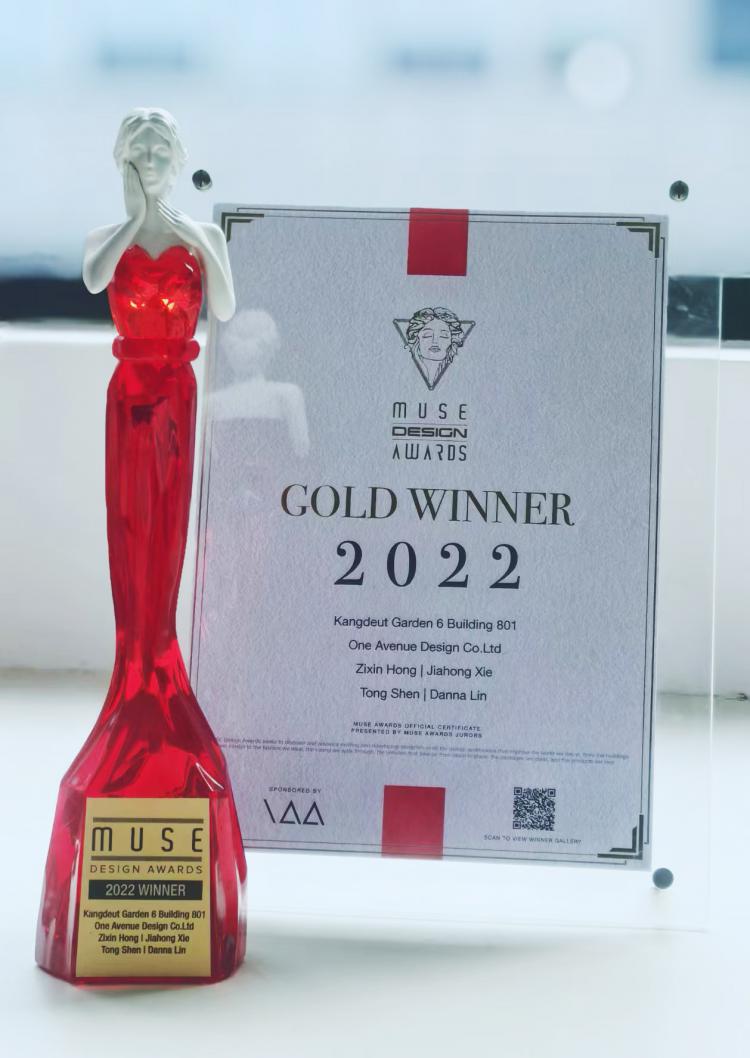 MUSE
DESIGN
AWARDS
GOLD WINNER
2022
Kangdeut Garden 6 Building 801
One Avenue Design Co.Ltd
Zixin Hong | Jiahong Xie
Tong Shen | Danna Lin
MUSE AWARDS OFFICIAL CERTIFICATE
PRESENTED BY MUSE AWARDS JURORS
SPONSORED BY
IAA
SCAN TO VIEW WINNER GALLERY
MUSE
DESIGN AWARDS
2022 WINNER
Kangdeut Garden 6 Building 801
One Avenue Design Co.Ltd
Zixin Hong | Jiahong Xie
Tong Shen | Danna Lin